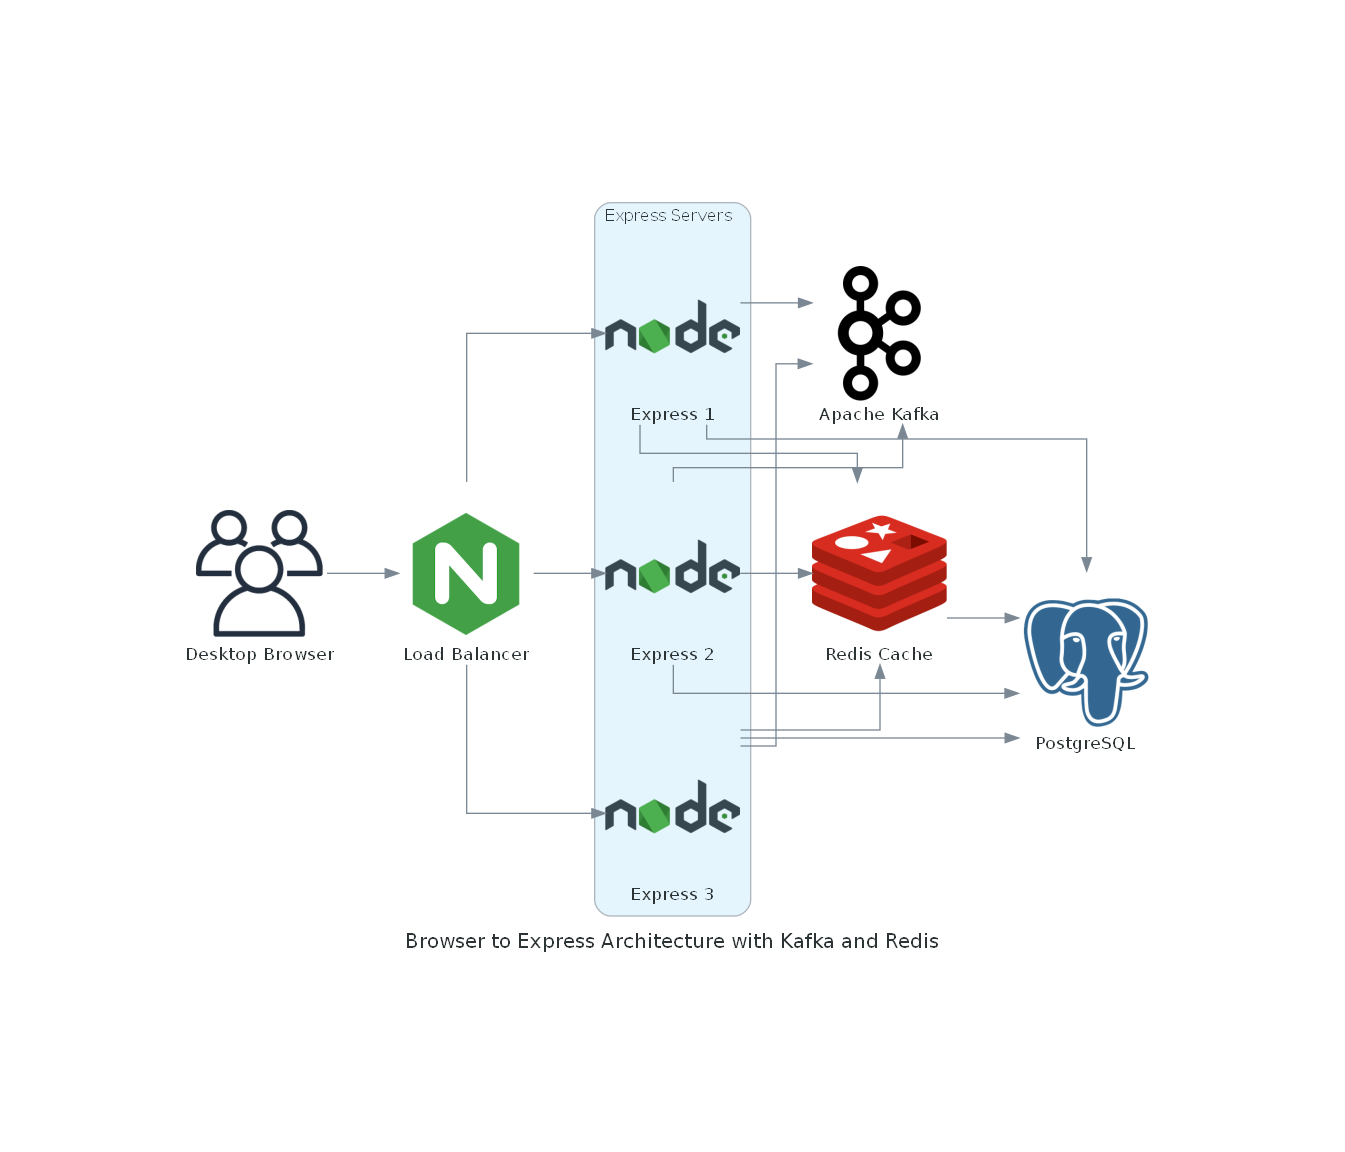 Express Servers
node
Express 1
Apache Kafka
N
node
Desktop Browser
Load Balancer
Express 2
Redis Cache
PostgreSQL
node
Express 3
Browser to Express Architecture with Kafka and Redis